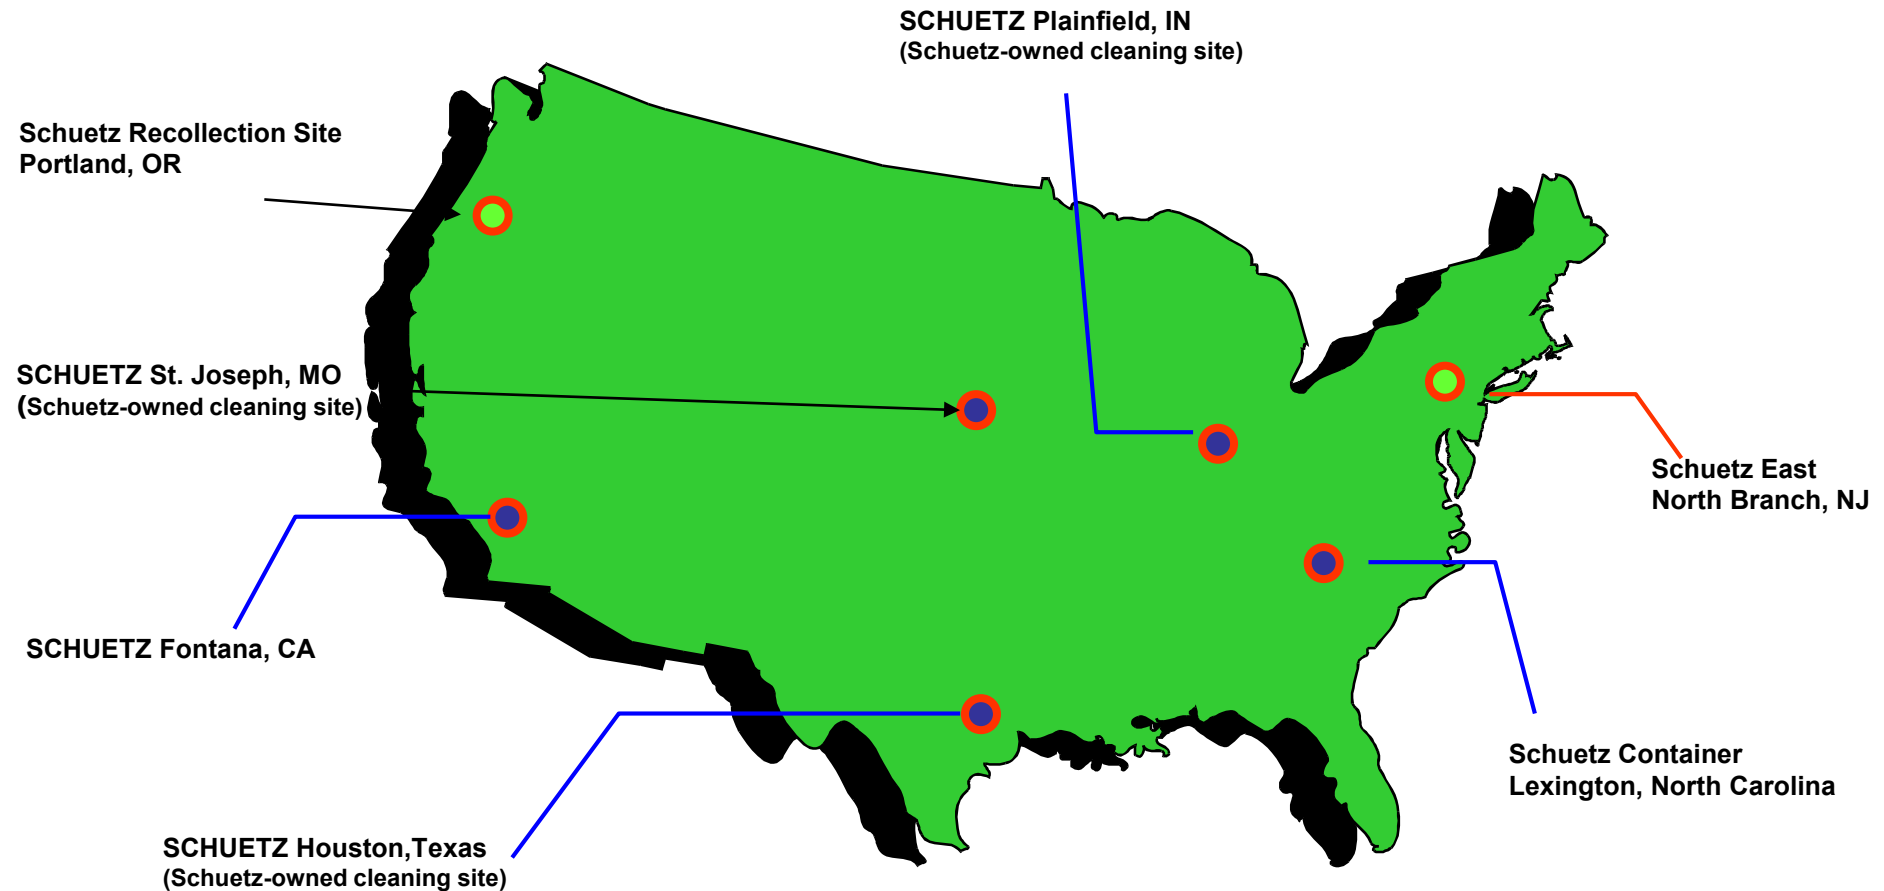 SCHUETZ Plainfield, IN
(Schuetz-owned cleaning site)
Schuetz Recollection Site
Portland, OR
SCHUETZ St. Joseph, MO
(Schuetz-owned cleaning site)
Schuetz East
North Branch, NJ
SCHUETZ Fontana, CA
Schuetz Container
Lexington, North Carolina
SCHUETZ Houston,Texas
(Schuetz-owned cleaning site)